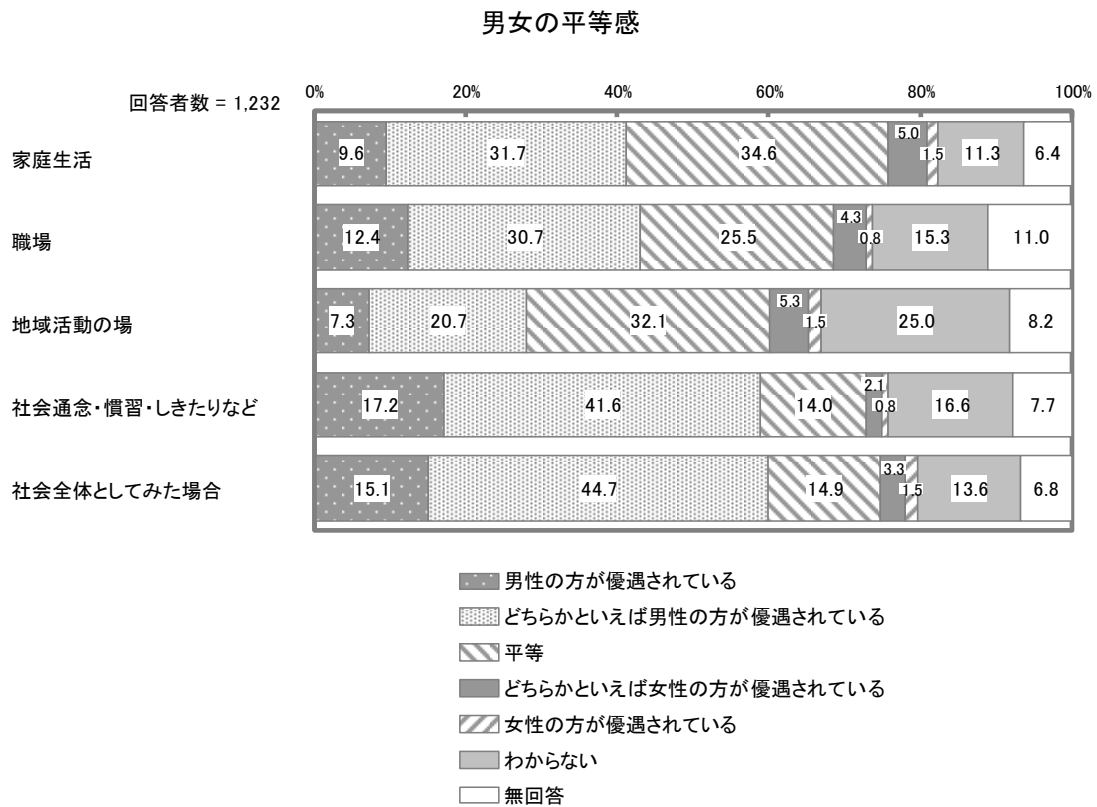 男女の平等感
回答者数 = 1,232
0% 20% 40% 60% 80% 100%
家庭生活 9.6 31.7 34.6 5.0 1.5 11.3 6.4
職場 12.4 30.7 25.5 4.3 0.8 15.3 11.0
地域活動の場 7.3 20.7 32.1 5.3 1.5 25.0 8.2
社会通念・慣習・しきたりなど 17.2 41.6 14.0 2.1 0.8 16.6 7.7
社会全体としてみた場合 15.1 44.7 14.9 3.3 1.5 13.6 6.8
男性の方が優遇されている
どちらかといえば男性の方が優遇されている
平等
どちらかといえば女性の方が優遇されている
女性の方が優遇されている
わからない
無回答